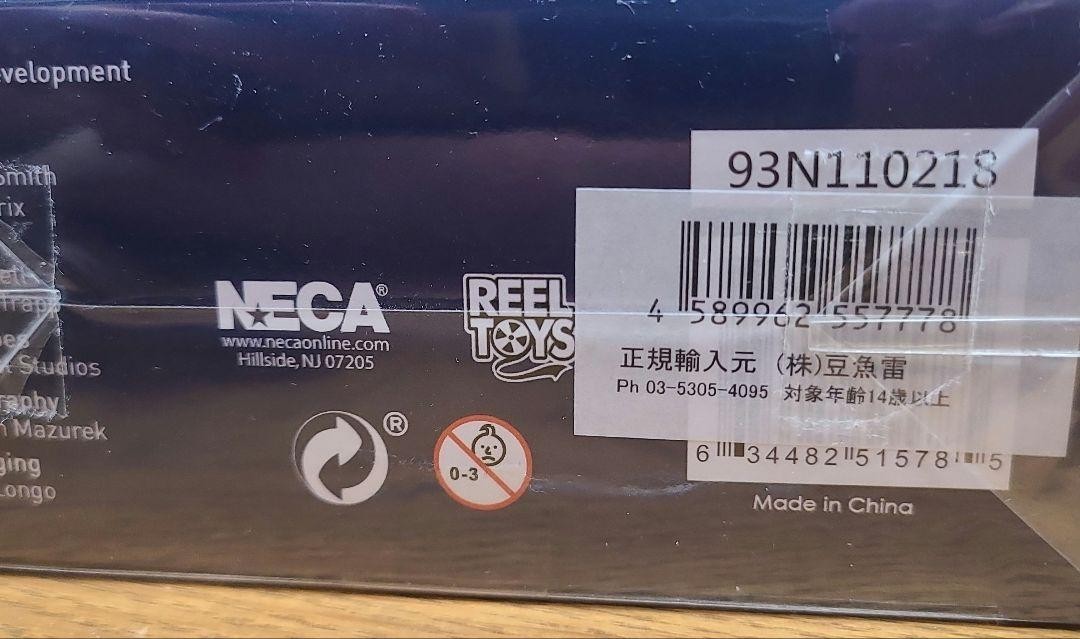 evelopment
Smith
rix
Studios
raphy
n Mazurek
ging
Longo
NECA®
www.necaonline.com
Hillside, NJ 07205
REEL
TOYS
®
0-3
93N110218
4 589962 557778
正規輸入元 (株)豆魚雷
Ph 03-5305-4095 対象年齢14歳以上
6 34482 51578 5
Made in China